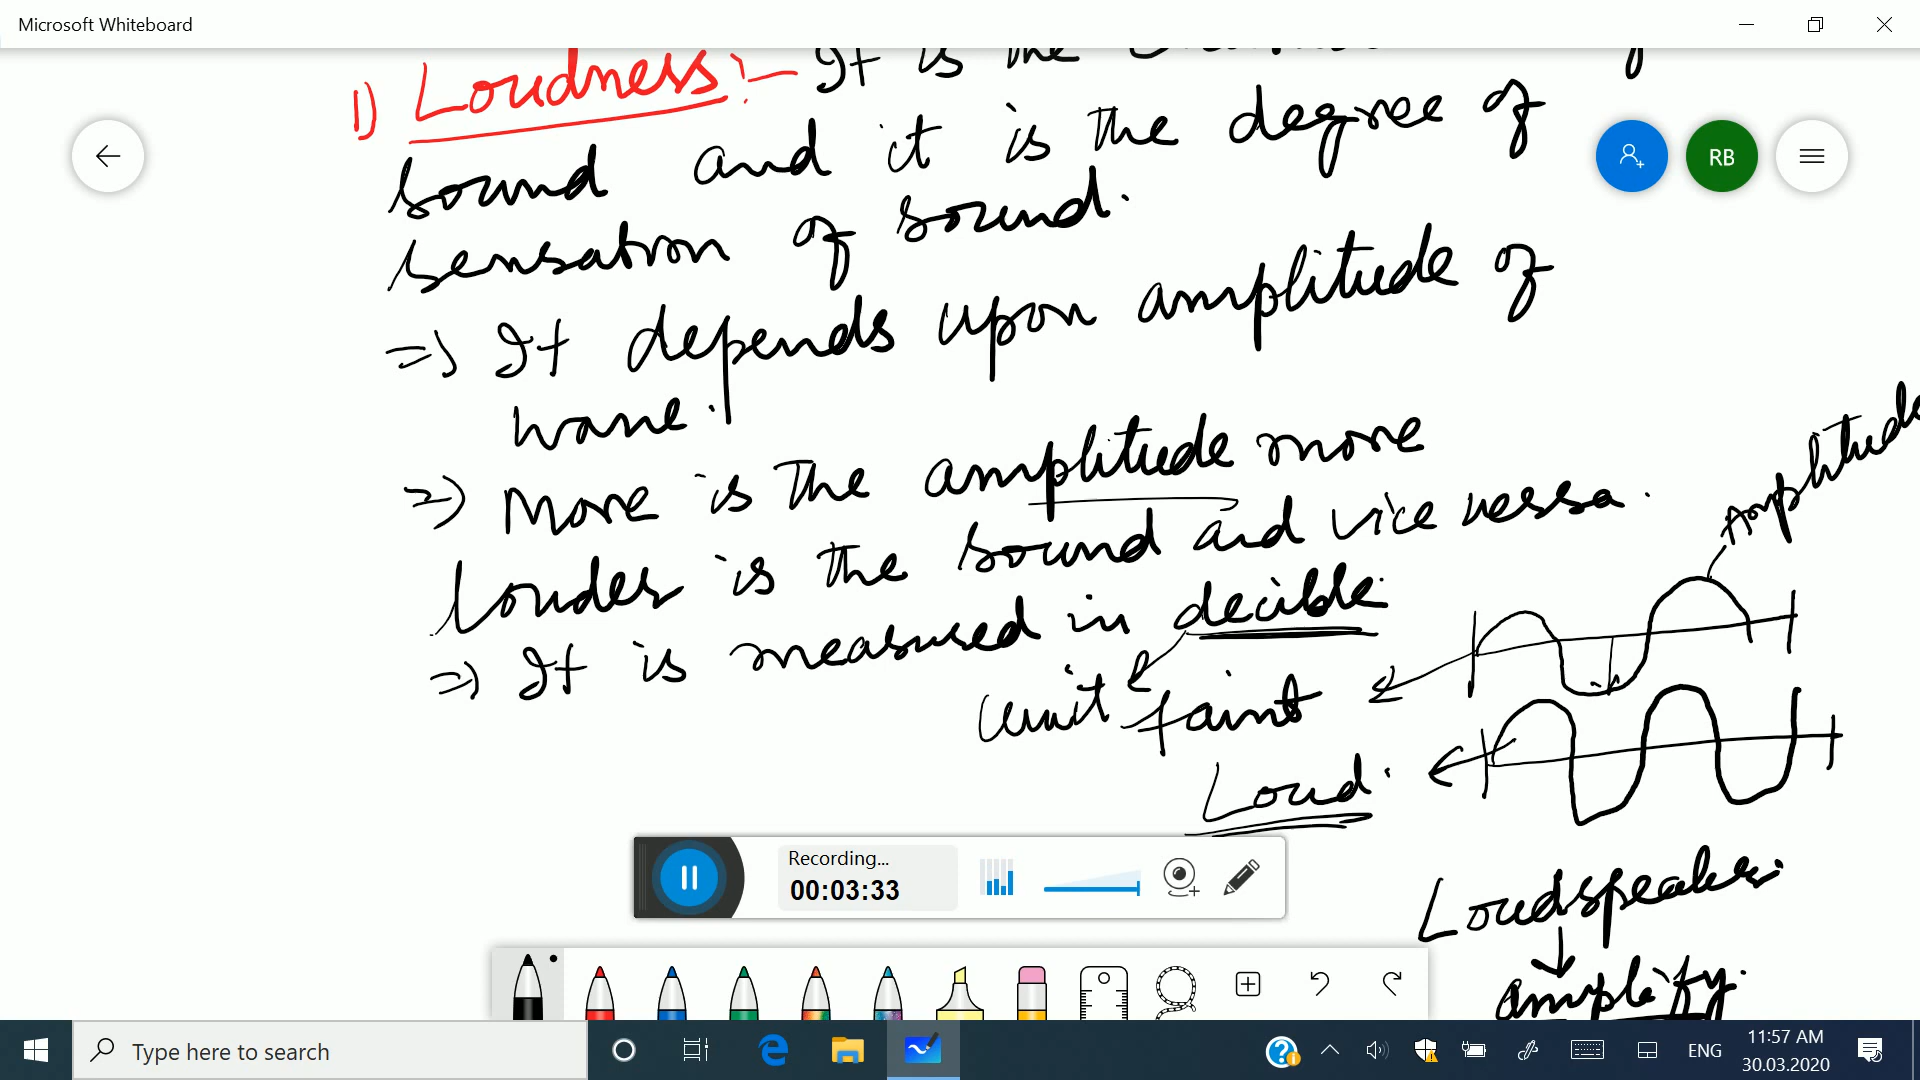 Microsoft Whiteboard
1) Loudness :- It is the
sound and it is the degree of
sensation of sound.
=> It depends upon amplitude of
wave.
=> More is the amplitude more
louder is the sound and vice versa.
=> It is measured in decible
unit
Amplitude
faint
Loud.
Loudspeaker.
amplify.
RB
Recording...
00:03:33
Type here to search
ENG
11:57 AM
30.03.2020